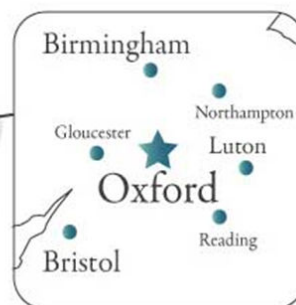 Birmingham
Northampton
Gloucester
Luton
Oxford
Reading
Bristol